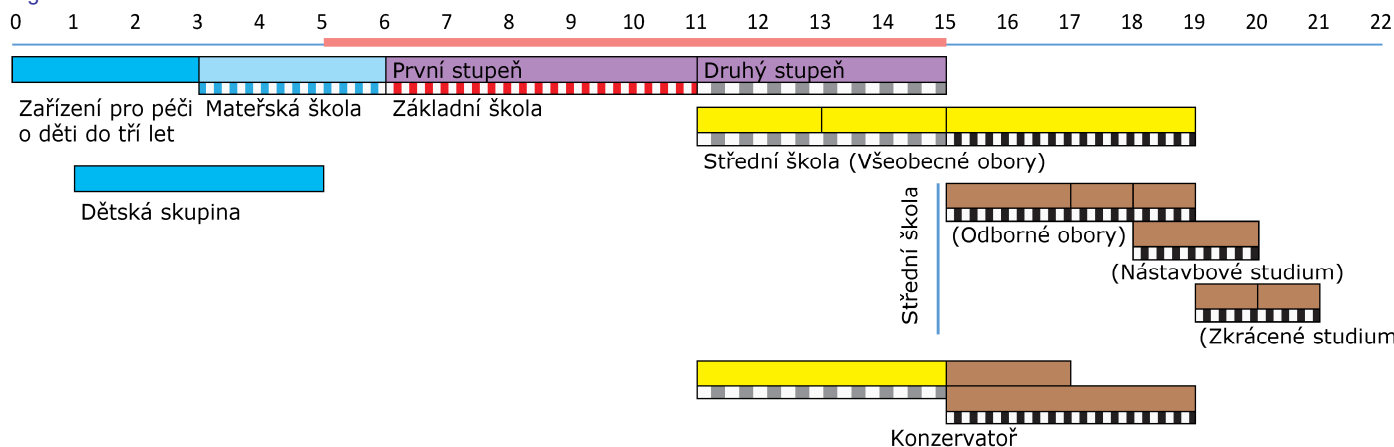 0 1 2 3 4 5 6 7 8 9 10 11 12 13 14 15 17 18 19 20 21 22
První stupeň Druhý stupeň
Zařízení pro péči
o děti do tří let
Mateřská škola
Základní škola
Střední škola (Všeobecné obory)
Dětská skupina
Střední škola
(Odborné obory)
(Nástavbové studium)
(Zkrácené studium
Konzervatoř